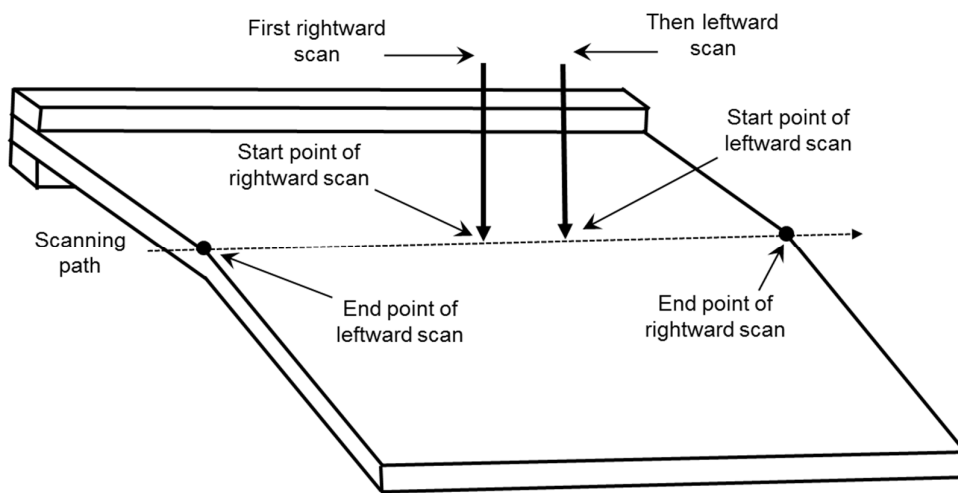 First rightward
scan
Then leftward
scan
Start point of
rightward scan
Start point of
leftward scan
Scanning
path
End point of
leftward scan
End point of
rightward scan